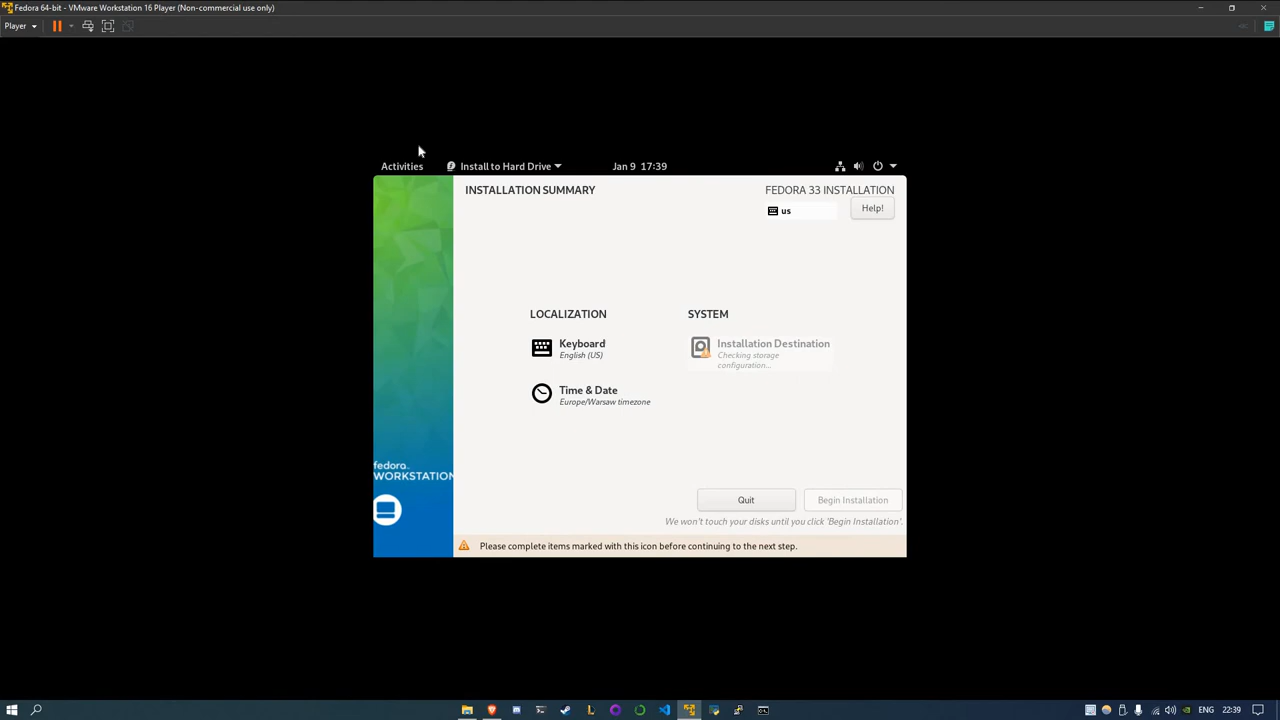 Fedora 64-bit - VMware Workstation 16 Player (Non-commercial use only)
Player
Activities
Install to Hard Drive
Jan 9 17:39
INSTALLATION SUMMARY
FEDORA 33 INSTALLATION
us
Help!
LOCALIZATION
SYSTEM
Keyboard
English (US)
Installation Destination
Checking storage
configuration...
Time & Date
Europe/Warsaw timezone
fedora
WORKSTATION
Quit
Begin Installation
We won't touch your disks until you click 'Begin Installation'.
Please complete items marked with this icon before continuing to the next step.
ENG
22:39